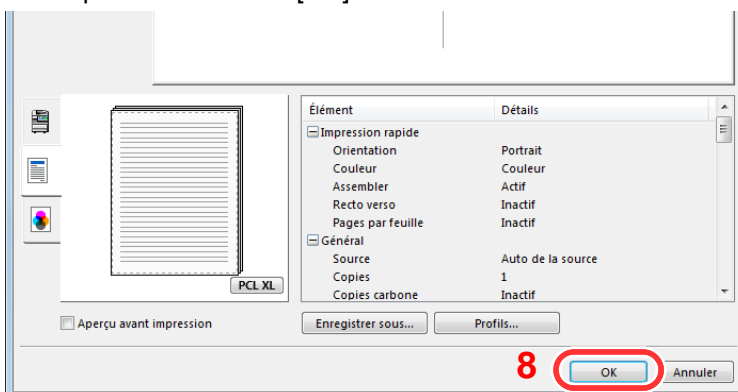 Élément Détails
Impression rapide
Orientation Portrait
Couleur Couleur
Assembler Actif
Recto verso Inactif
Pages par feuille Inactif
Général
Source Auto de la source
Copies 1
Copies carbone Inactif
PCL XL
Aperçu avant impression Enregistrer sous... Profils...
8 OK Annuler